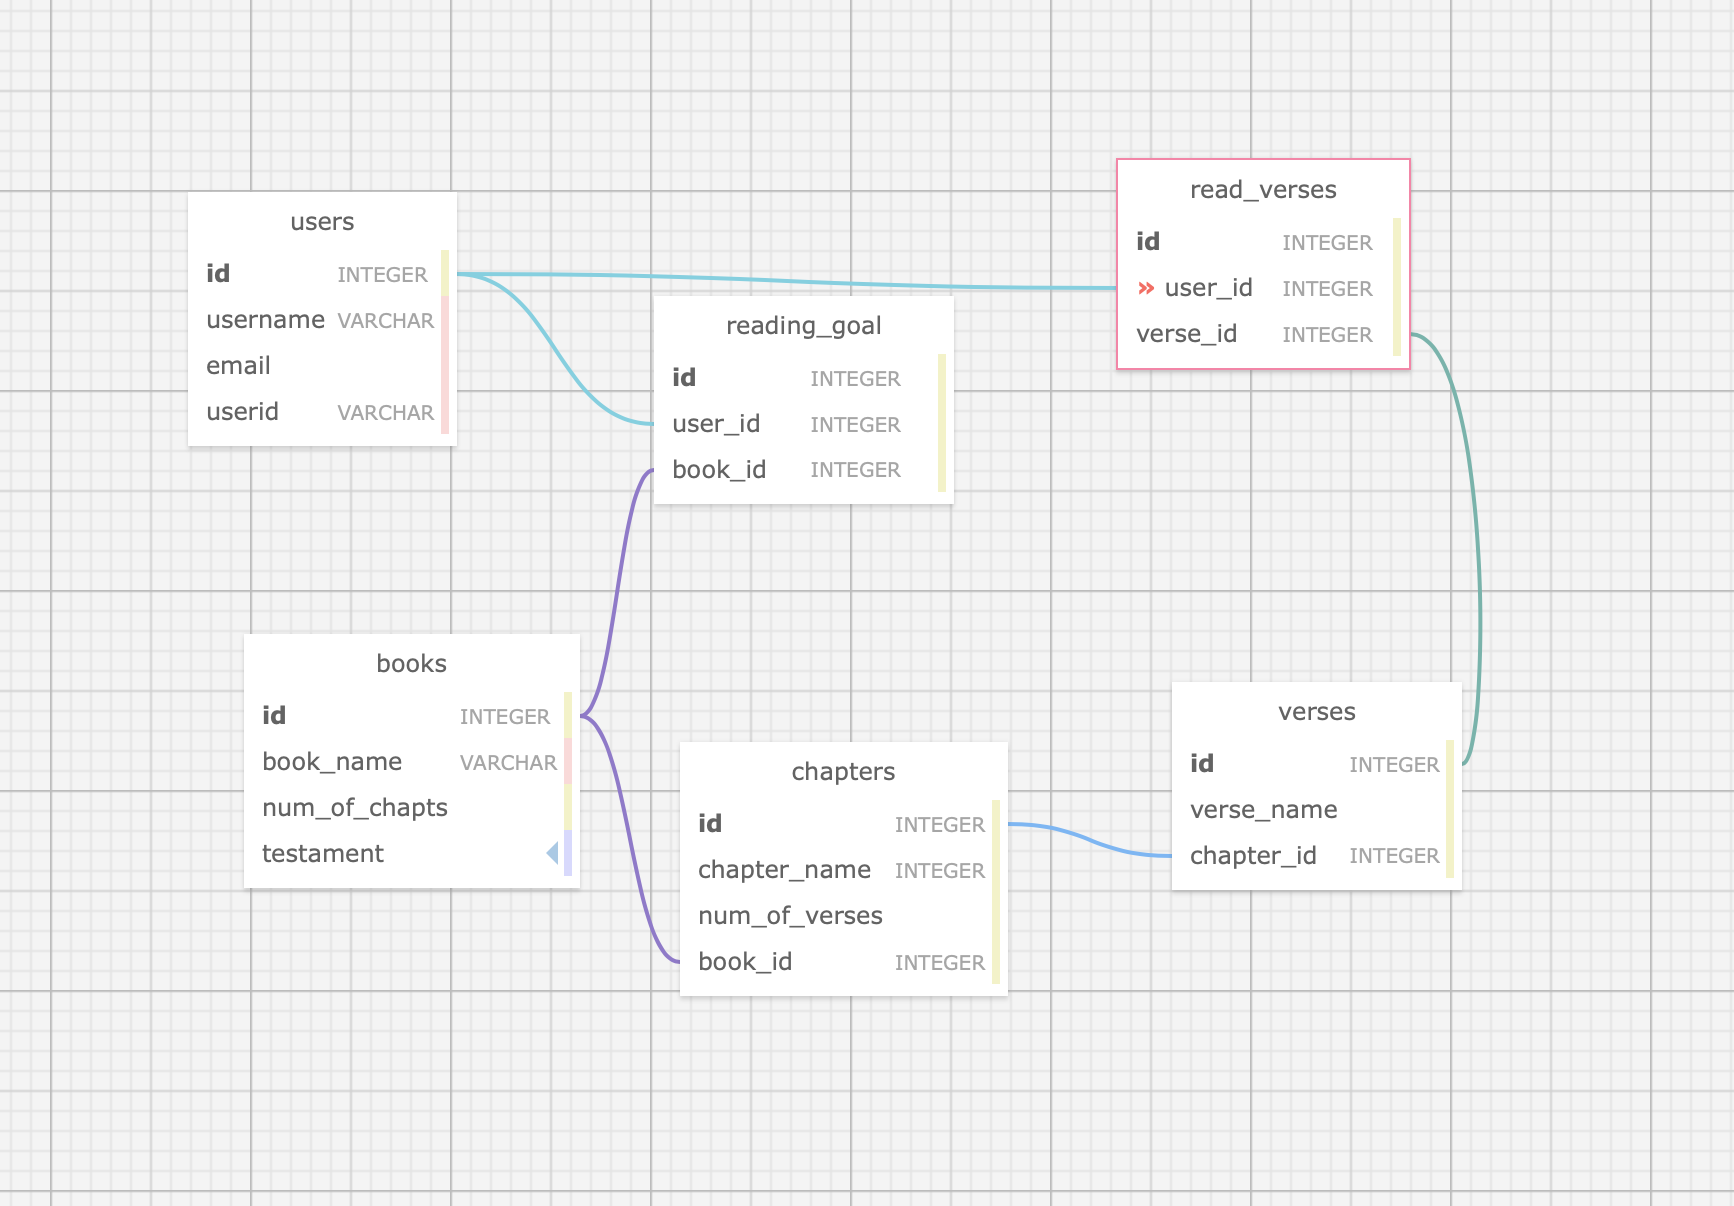 users
id INTEGER
username VARCHAR
email
userid VARCHAR
reading_goal
id INTEGER
user_id INTEGER
book_id INTEGER
read_verses
id INTEGER
» user_id INTEGER
verse_id INTEGER
books
id INTEGER
book_name VARCHAR
num_of_chapts
testament
chapters
id INTEGER
chapter_name INTEGER
num_of_verses
book_id INTEGER
verses
id INTEGER
verse_name
chapter_id INTEGER